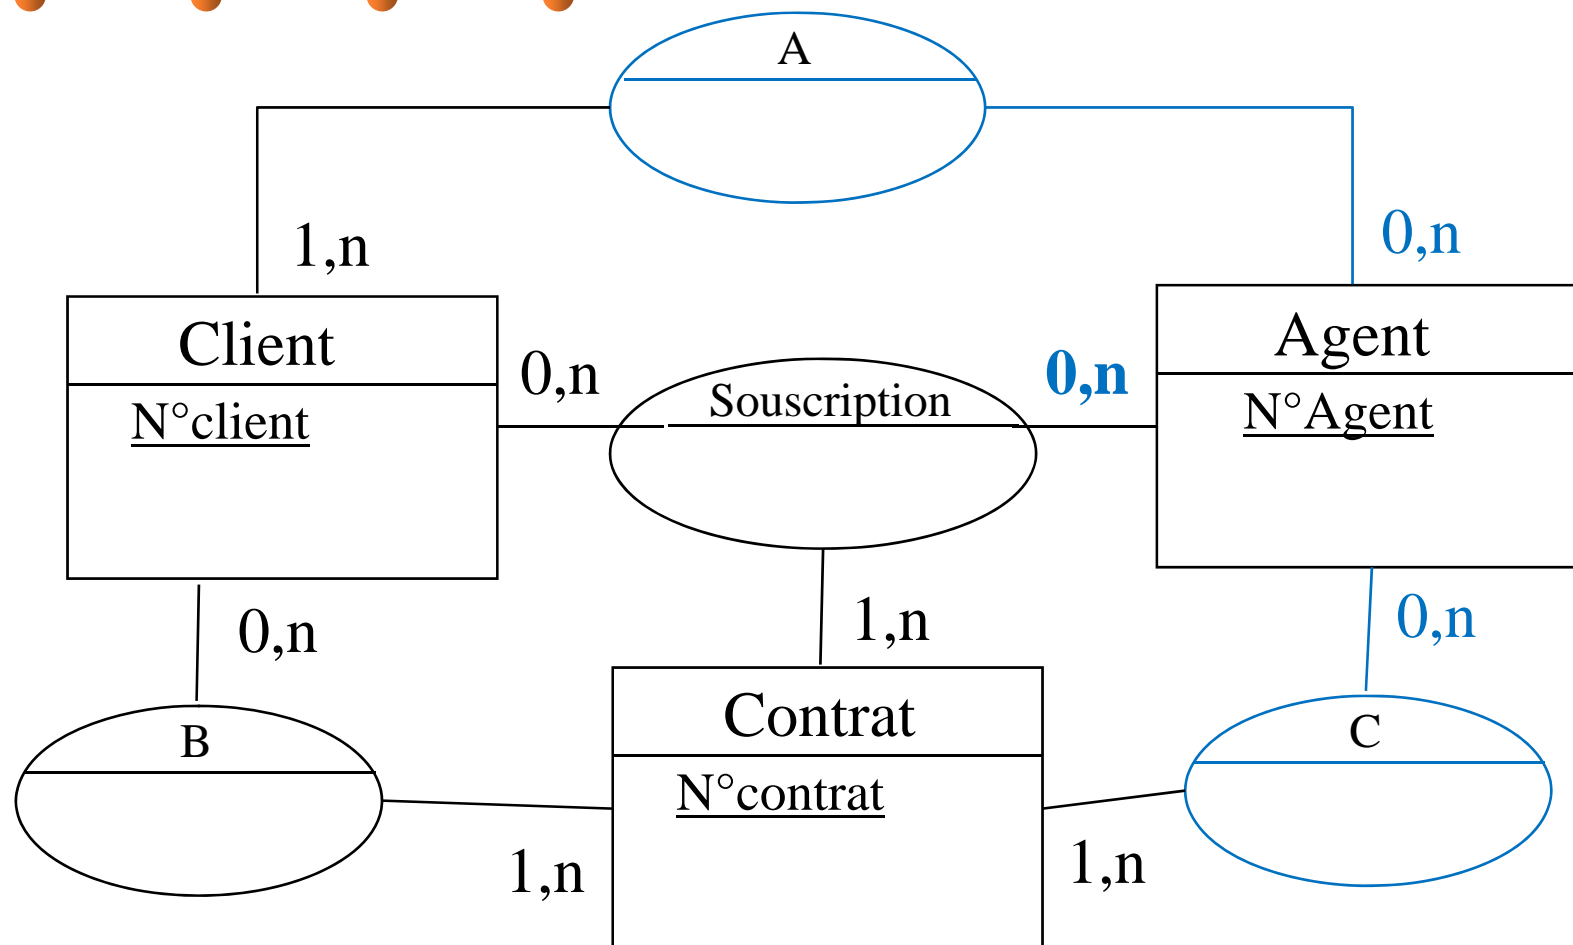 A
1,n
0,n
Client
Agent
0,n
Souscription
0,n
N°client
N°Agent
0,n
1,n
0,n
B
Contrat
C
N°contrat
1,n
1,n